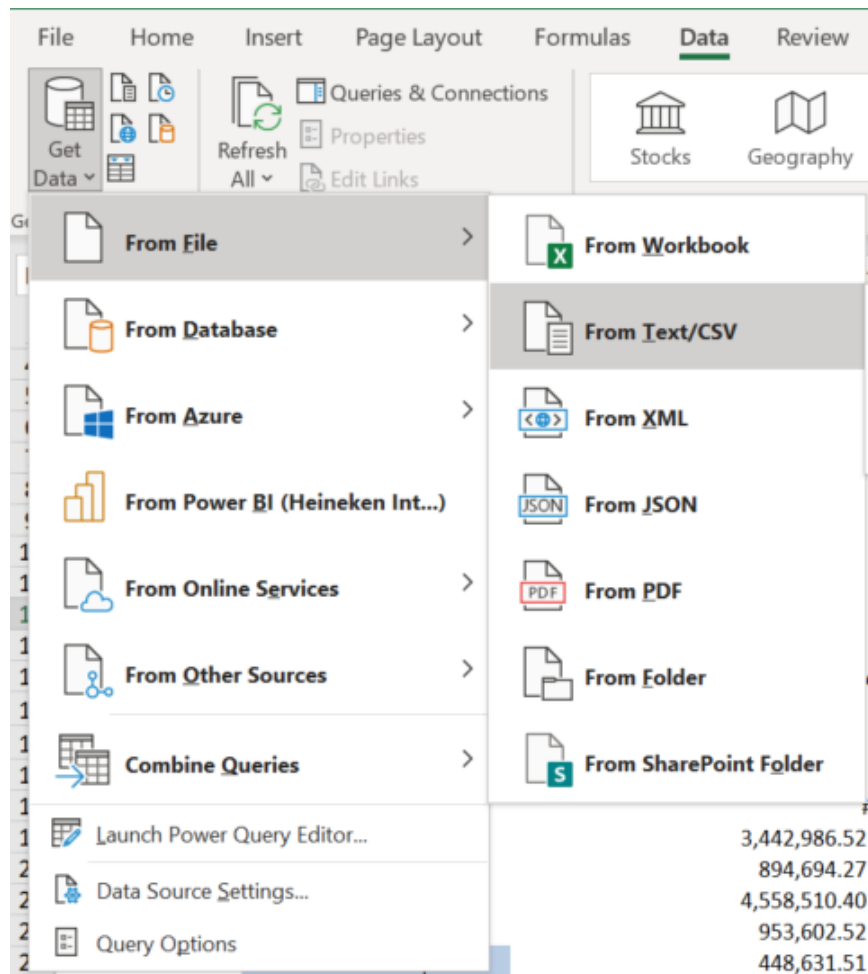 File Home Insert Page Layout Formulas Data Review
Get Data
Refresh All
Queries & Connections
Properties
Edit Links
Stocks
Geography
From File
From Database
From Azure
From Power BI (Heineken Int...)
From Online Services
From Other Sources
Combine Queries
Launch Power Query Editor...
Data Source Settings...
Query Options
From Workbook
From Text/CSV
From XML
JSON
From JSON
PDF
From PDF
From Folder
From SharePoint Folder
3,442,986.52
894,694.27
4,558,510.40
953,602.52
448,631.51